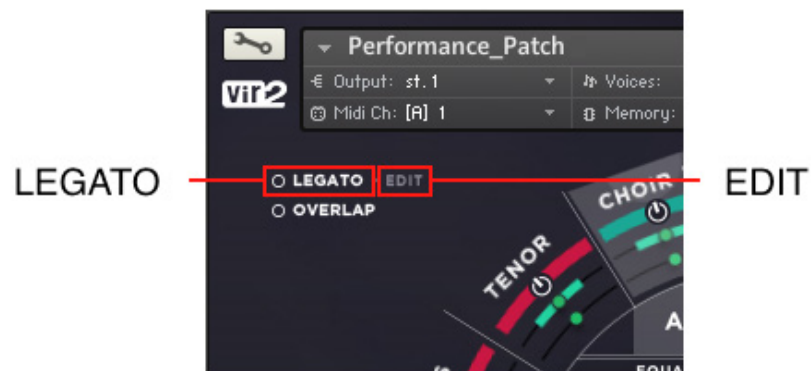 Performance_Patch
Vir2
Output: st.1
Voices:
Midi Ch: [A] 1
Memory:
LEGATO
LEGATO
EDIT
EDIT
OVERLAP
CHOIR
TENOR
A